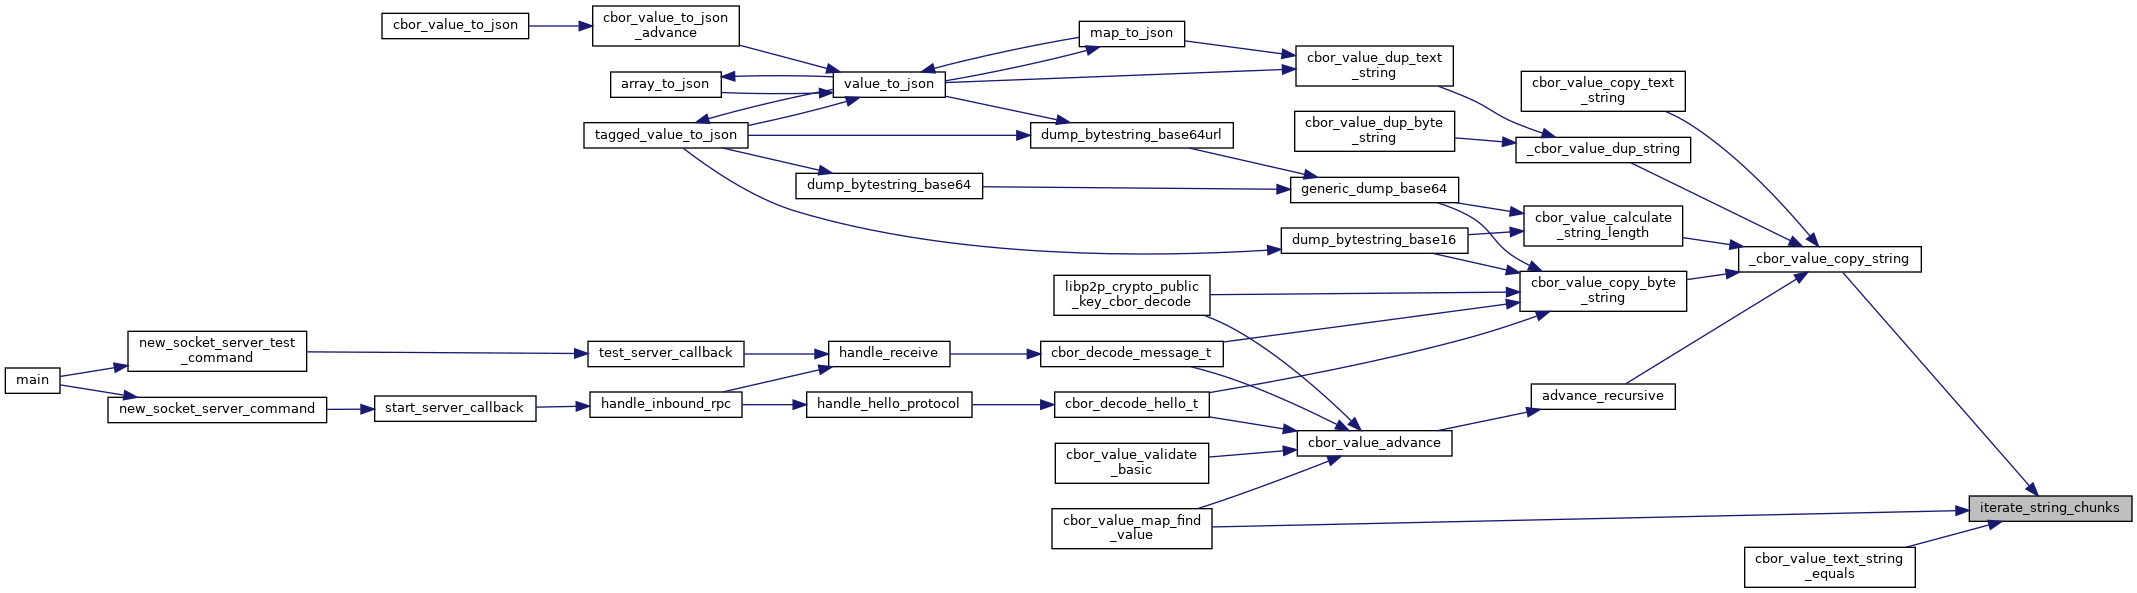 cbor_value_to_json
cbor_value_to_json
_advance
map_to_json
array_to_json
value_to_json
cbor_value_dup_text
_string
cbor_value_copy_text
_string
tagged_value_to_json
dump_bytestring_base64url
cbor_value_dup_byte
_string
_cbor_value_dup_string
dump_bytestring_base64
generic_dump_base64
cbor_value_calculate
_string_length
dump_bytestring_base16
_cbor_value_copy_string
libp2p_crypto_public
_key_cbor_decode
cbor_value_copy_byte
_string
new_socket_server_test
_command
test_server_callback
handle_receive
cbor_decode_message_t
main
advance_recursive
new_socket_server_command
start_server_callback
handle_inbound_rpc
handle_hello_protocol
cbor_decode_hello_t
cbor_value_advance
cbor_value_validate
_basic
iterate_string_chunks
cbor_value_map_find
_value
cbor_value_text_string
_equals